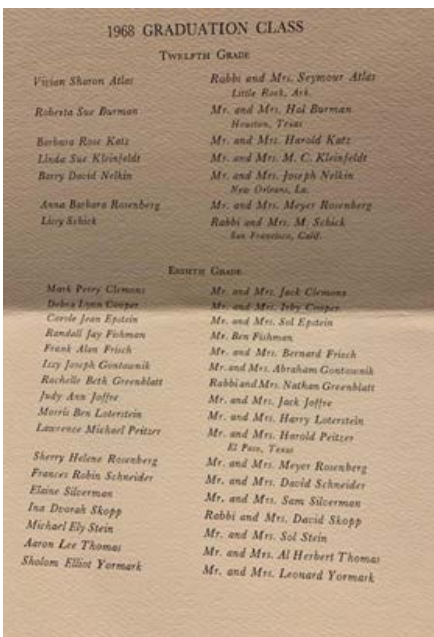 1968 GRADUATION CLASS
TWELFTH GRADE
Vivian Sharon Atlas Rabbi and Mrs. Seymour Atlas
Little Rock, Ark.
Roberta Sue Burman Mr. and Mrs. Hal Burman
Houston, Texas
Barbara Rose Katz Mr. and Mrs. Harold Katz
Linda Sue Kleinfeldt Mr. and Mrs. M. C. Kleinfeldt
Barry David Nelkin Mr. and Mrs. Joseph Nelkin
New Orleans, La.
Anna Barbara Rosenberg Mr. and Mrs. Meyer Rosenberg
Schick Rabbi and Mrs. M. Schick
San Francisco, Calif.
EIGHTH GRADE
Mark Perry Clemons Mr. and Mrs. Jack Clemons
Debra Lynn Cooper Mr. and Mrs. Irby Cooper
Carole Jean Epstein Mr. and Mrs. Sol Epstein
Randall Jay Fishman Mr. Ben Fishman
Frank Alan Frisch Mr. and Mrs. Bernard Frisch
Izzy Joseph Gontownik Mr. and Mrs. Abraham Gontownik
Rachelle Beth Greenblatt Rabbi and Mrs. Nathan Greenblatt
Judy Ann Joffre Mr. and Mrs. Jack Joffre
Morris Ben Loterstein Mr. and Mrs. Harry Loterstein
Lawrence Michael Peitzer Mr. and Mrs. Harold Peitzer
El Paso, Texas
Sherry Helene Rosenberg Mr. and Mrs. Meyer Rosenberg
Frances Robin Schneider Mr. and Mrs. David Schneider
Elaine Silverman Mr. and Mrs. Sam Silverman
Ina Dvorah Skopp Rabbi and Mrs. David Skopp
Michael Ely Stein Mr. and Mrs. Sol Stein
Aaron Lee Thomas Mr. and Mrs. Al Herbert Thomas
Sholom Elliot Yormark Mr. and Mrs. Leonard Yormark